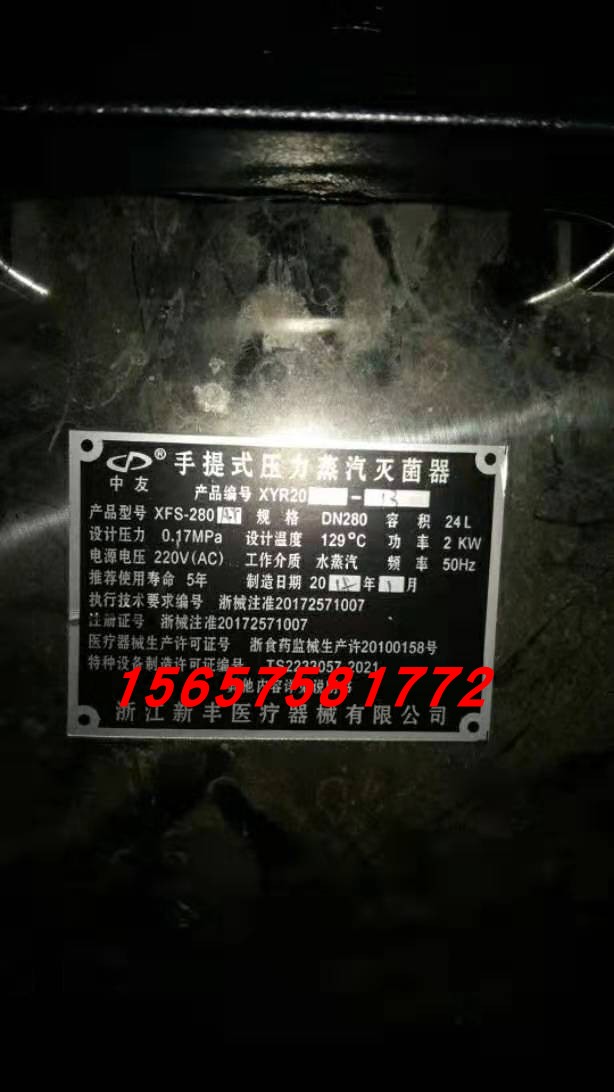 ®
中友
手提式压力蒸汽灭菌器
产品编号 XYR20 - 13
产品型号 XFS-280 规格 DN280 容积 24L
设计压力 0.17MPa 设计温度 129°C 功率 2KW
电源电压 220V(AC) 工作介质 水蒸汽 频率 50Hz
推荐使用寿命 5年 制造日期 20 年 月
执行技术要求编号 浙械注准20172571007
注册证号 浙械注准20172571007
医疗器械生产许可证号 浙食药监械生产许20100158号
特种设备制造许可证编号 TS2233057-2021
15657581772
浙江新丰医疗器械有限公司